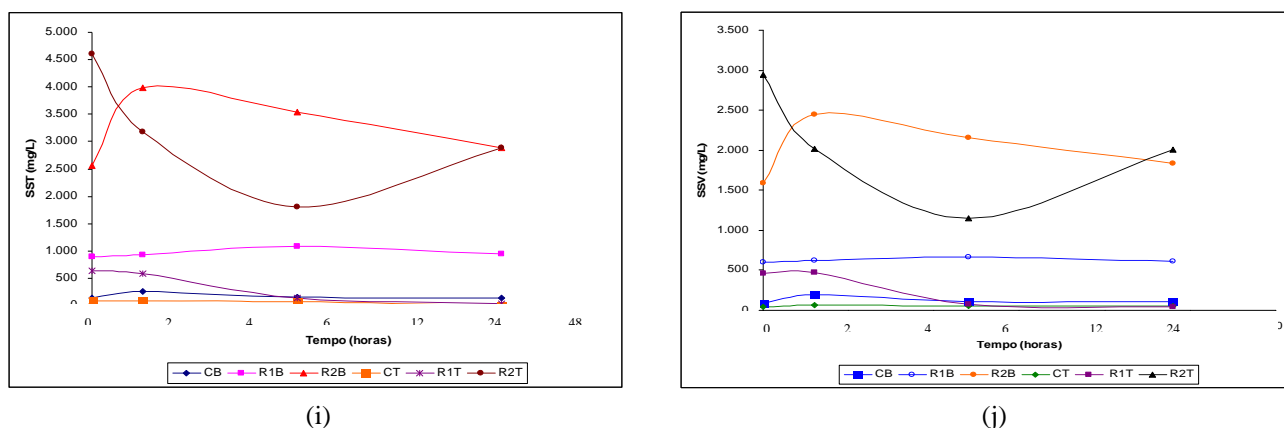 SST (mg/L)
5.000
4.500
4.000
3.500
3.000
2.500
2.000
1.500
1.000
500
0
0 2 4 6 12 24 48
Tempo (horas)
CB R1B R2B CT R1T R2T
(i)
SSV (mg/L)
3.500
3.000
2.500
2.000
1.500
1.000
500
0
0 2 4 6 12 24
Tempo (horas)
CB R1B R2B CT R1T R2T
(j)